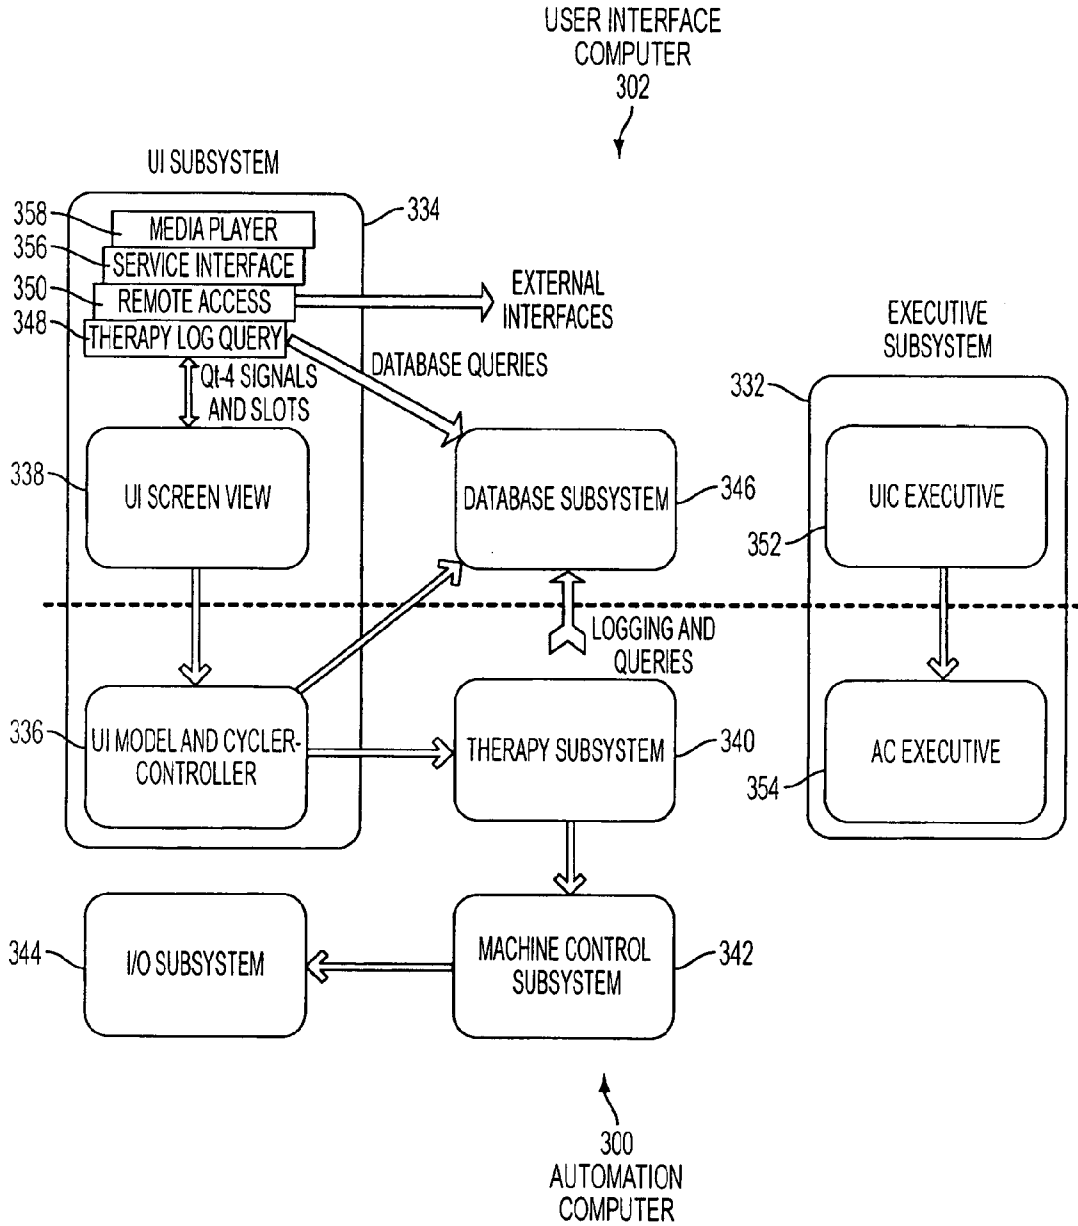 USER INTERFACE
COMPUTER
302
UI SUBSYSTEM
334
358
MEDIA PLAYER
356
SERVICE INTERFACE
350
REMOTE ACCESS
348
THERAPY LOG QUERY
EXTERNAL
INTERFACES
EXECUTIVE
SUBSYSTEM
332
DATABASE QUERIES
Qt-4 SIGNALS
AND SLOTS
338
UI SCREEN VIEW
DATABASE SUBSYSTEM
346
UIC EXECUTIVE
352
LOGGING AND
QUERIES
336
UI MODEL AND CYCLER-
CONTROLLER
THERAPY SUBSYSTEM
340
AC EXECUTIVE
354
344
I/O SUBSYSTEM
MACHINE CONTROL
SUBSYSTEM
342
300
AUTOMATION
COMPUTER